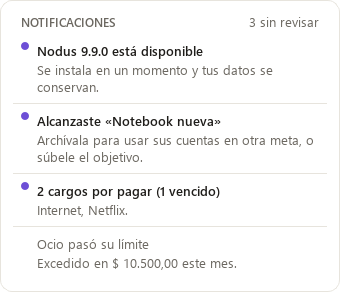 NOTIFICACIONES 3 sin revisar
Nodus 9.9.0 está disponible
Se instala en un momento y tus datos se
conservan.
Alcanzaste «Notebook nueva»
Archívala para usar sus cuentas en otra meta, o
súbele el objetivo.
2 cargos por pagar (1 vencido)
Internet, Netflix.
Ocio pasó su límite
Excedido en $ 10.500,00 este mes.